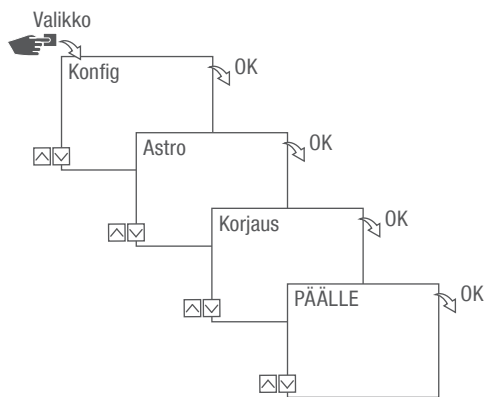 Valikko
Konfig
OK
Astro
OK
Korjaus
OK
PÄÄLLE
OK